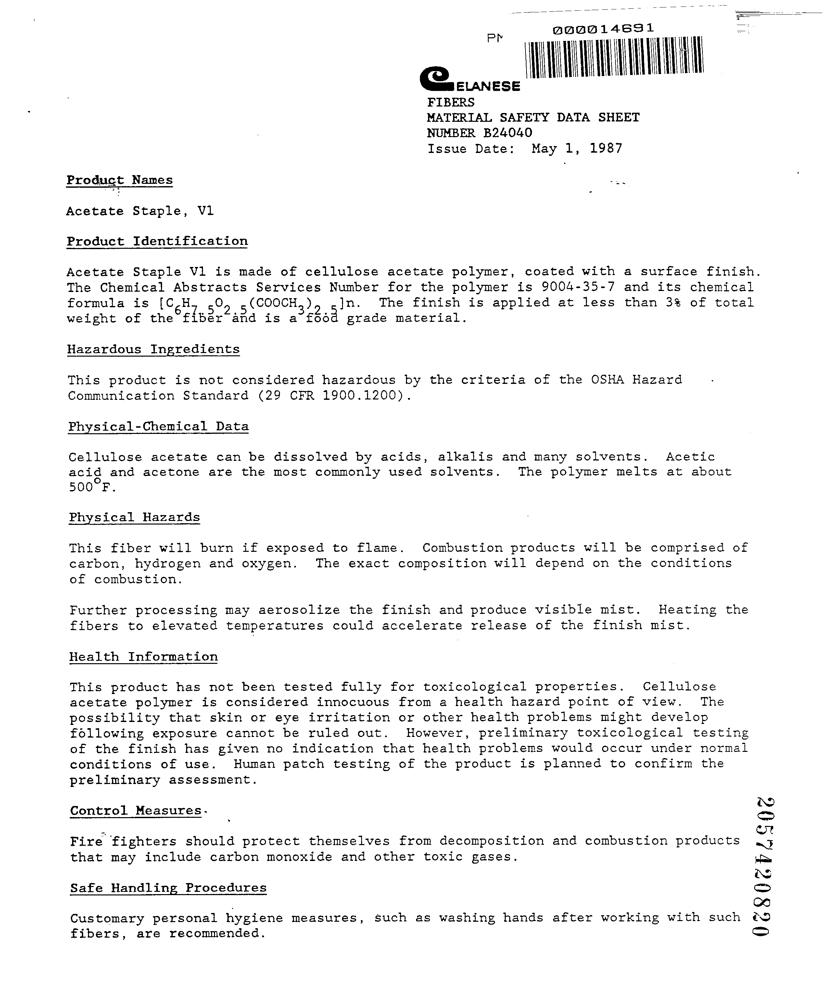 PM 000014691
CELANESE
FIBERS
MATERIAL SAFETY DATA SHEET
NUMBER B24040
Issue Date: May 1, 1987
Product Names
Acetate Staple, V1
Product Identification
Acetate Staple V1 is made of cellulose acetate polymer, coated with a surface finish.
The Chemical Abstracts Services Number for the polymer is 9004-35-7 and its chemical
formula is [C6H7.5O2.5(COOCH3)2.5]n. The finish is applied at less than 3% of total
weight of the fiber and is a food grade material.
Hazardous Ingredients
This product is not considered hazardous by the criteria of the OSHA Hazard
Communication Standard (29 CFR 1900.1200).
Physical-Chemical Data
Cellulose acetate can be dissolved by acids, alkalis and many solvents. Acetic
acid and acetone are the most commonly used solvents. The polymer melts at about
500°F.
Physical Hazards
This fiber will burn if exposed to flame. Combustion products will be comprised of
carbon, hydrogen and oxygen. The exact composition will depend on the conditions
of combustion.
Further processing may aerosolize the finish and produce visible mist. Heating the
fibers to elevated temperatures could accelerate release of the finish mist.
Health Information
This product has not been tested fully for toxicological properties. Cellulose
acetate polymer is considered innocuous from a health hazard point of view. The
possibility that skin or eye irritation or other health problems might develop
following exposure cannot be ruled out. However, preliminary toxicological testing
of the finish has given no indication that health problems would occur under normal
conditions of use. Human patch testing of the product is planned to confirm the
preliminary assessment.
Control Measures
Fire fighters should protect themselves from decomposition and combustion products
that may include carbon monoxide and other toxic gases.
Safe Handling Procedures
Customary personal hygiene measures, such as washing hands after working with such
fibers, are recommended.
2057420820